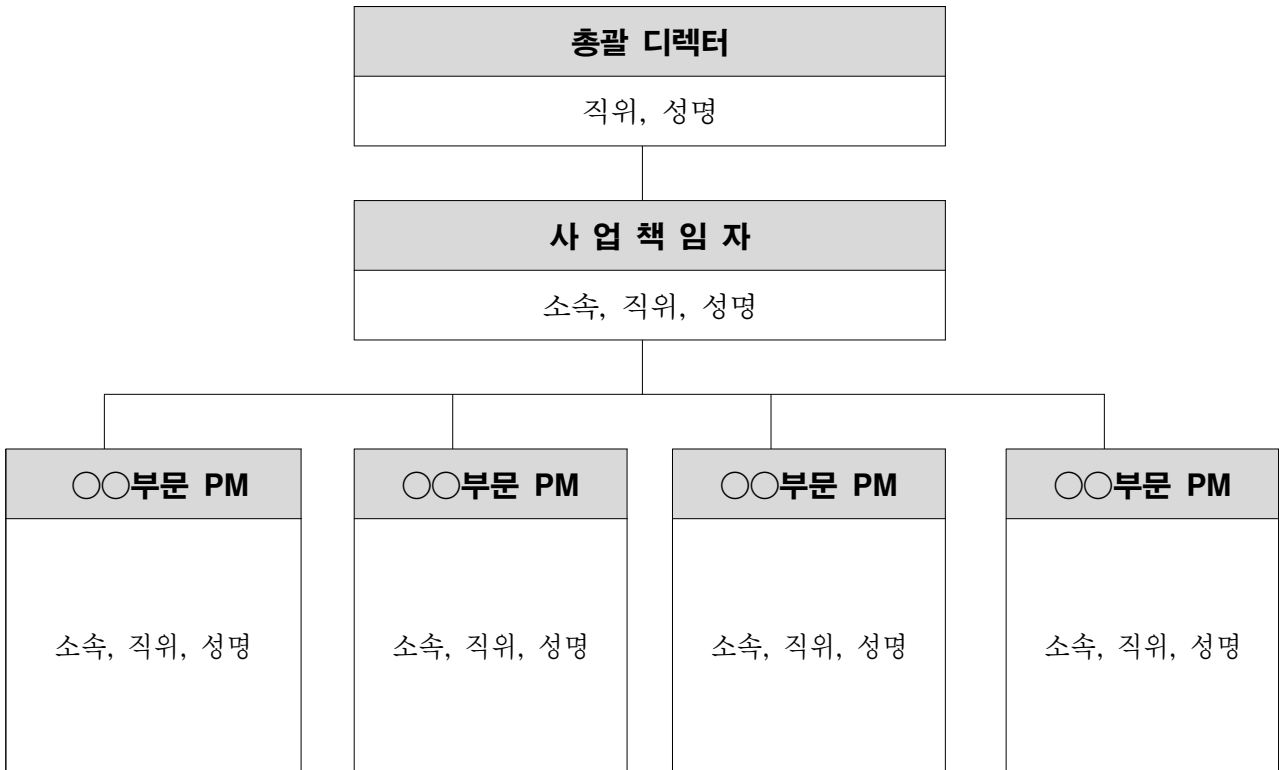 총괄 디렉터
직위, 성명
사 업 책 임 자
소속, 직위, 성명
○○부문 PM ○○부문 PM ○○부문 PM ○○부문 PM
소속, 직위, 성명 소속, 직위, 성명 소속, 직위, 성명 소속, 직위, 성명